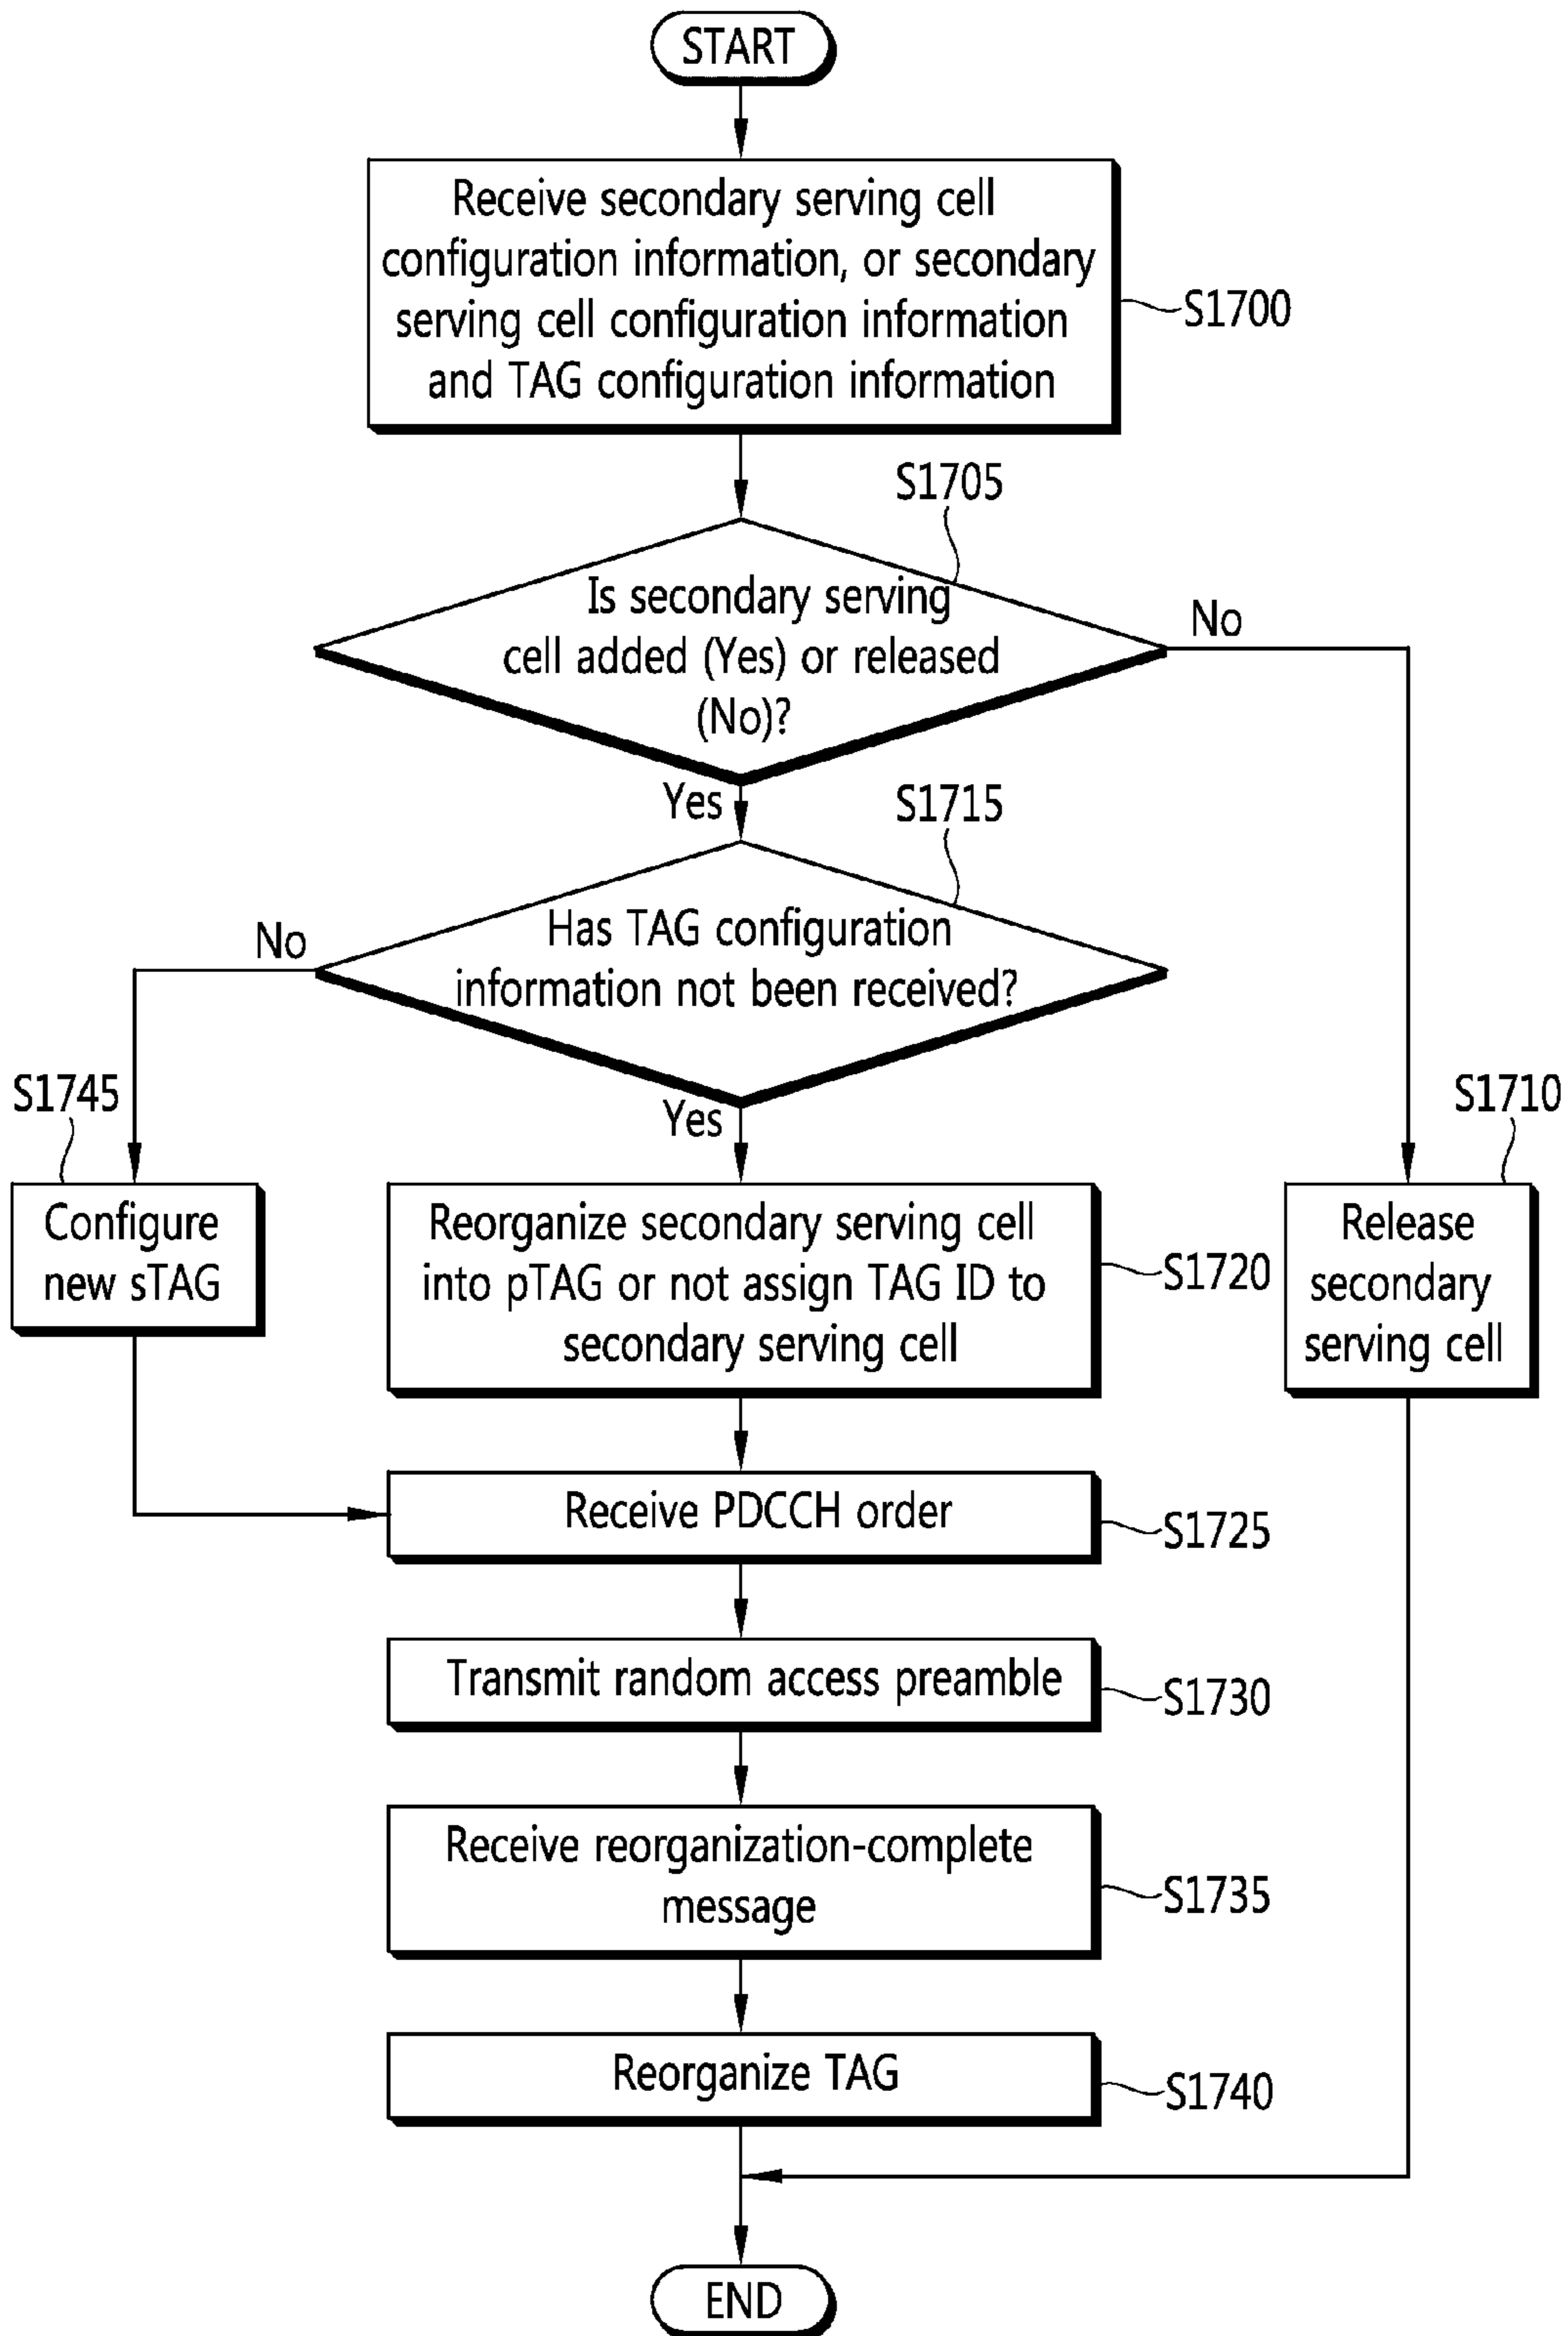 START
Receive secondary serving cell
configuration information, or secondary
serving cell configuration information
and TAG configuration information
S1700
S1705
Is secondary serving
cell added (Yes) or released
(No)?
No
Yes
S1715
Has TAG configuration
information not been received?
No
Yes
S1745
Configure
new sTAG
Reorganize secondary serving cell
into pTAG or not assign TAG ID to
secondary serving cell
S1720
S1710
Release
secondary
serving cell
Receive PDCCH order
S1725
Transmit random access preamble
S1730
Receive reorganization-complete
message
S1735
Reorganize TAG
S1740
END